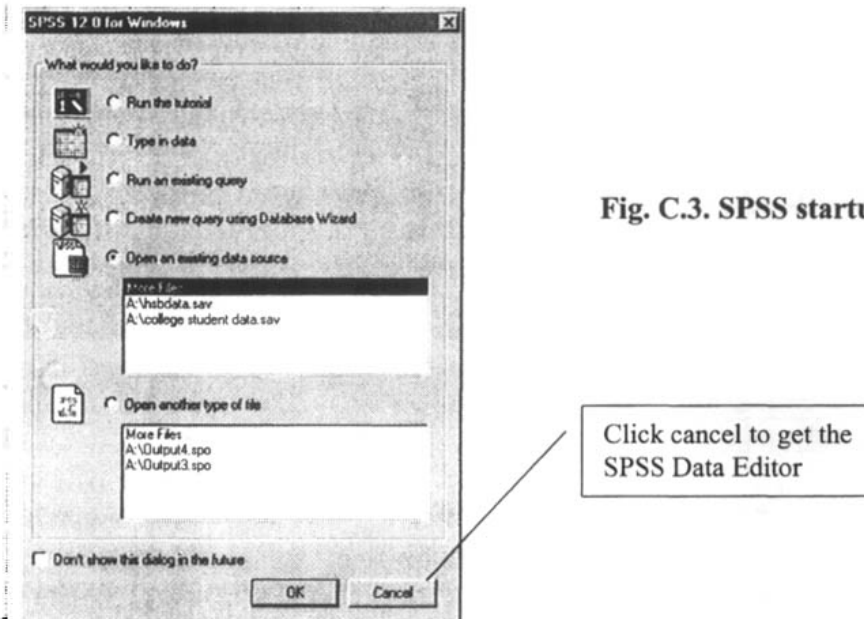 SPSS 12.0 for Windows
What would you like to do?
Run the tutorial
Type in data
Run an existing query
Create new query using Database Wizard
Open an existing data source
More Files
A:\hsbdata.sav
A:\college student data.sav
Open another type of file
More Files
A:\Output4.spo
A:\Output3.spo
Don't show this dialog in the future
OK
Cancel
Fig. C.3. SPSS startu
Click cancel to get the
SPSS Data Editor